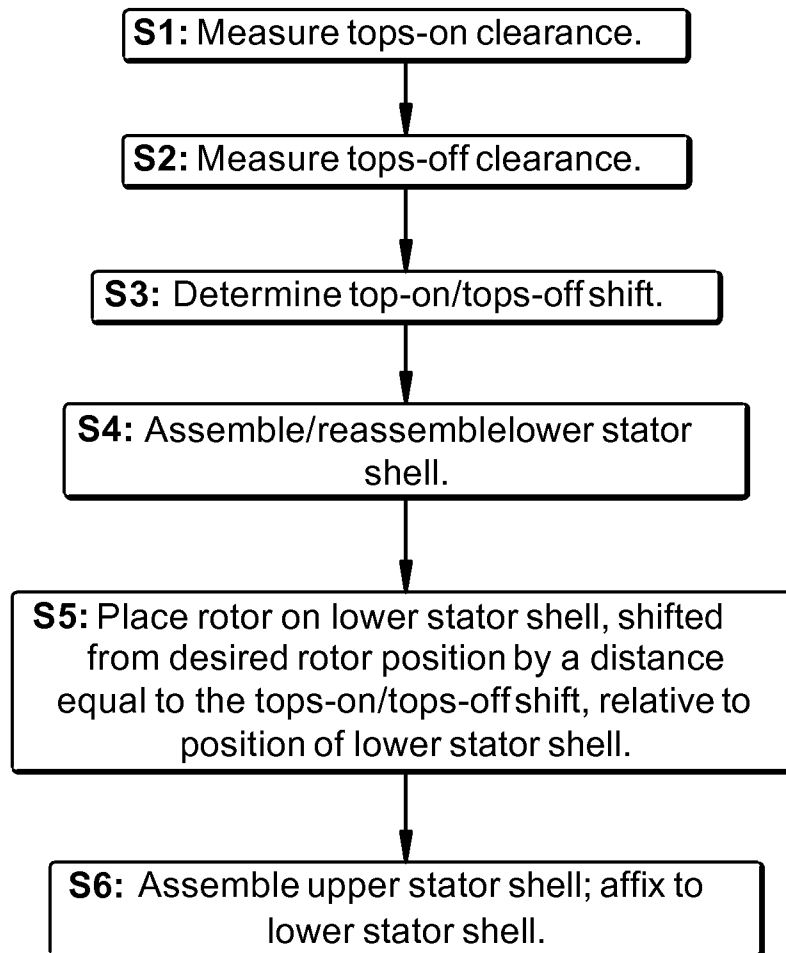 S1: Measure tops-on clearance.
S2: Measure tops-off clearance.
S3: Determine top-on/tops-off shift.
S4: Assemble/reassemblelower stator
shell.
S5: Place rotor on lower stator shell, shifted
from desired rotor position by a distance
equal to the tops-on/tops-off shift, relative to
position of lower stator shell.
S6: Assemble upper stator shell; affix to
lower stator shell.